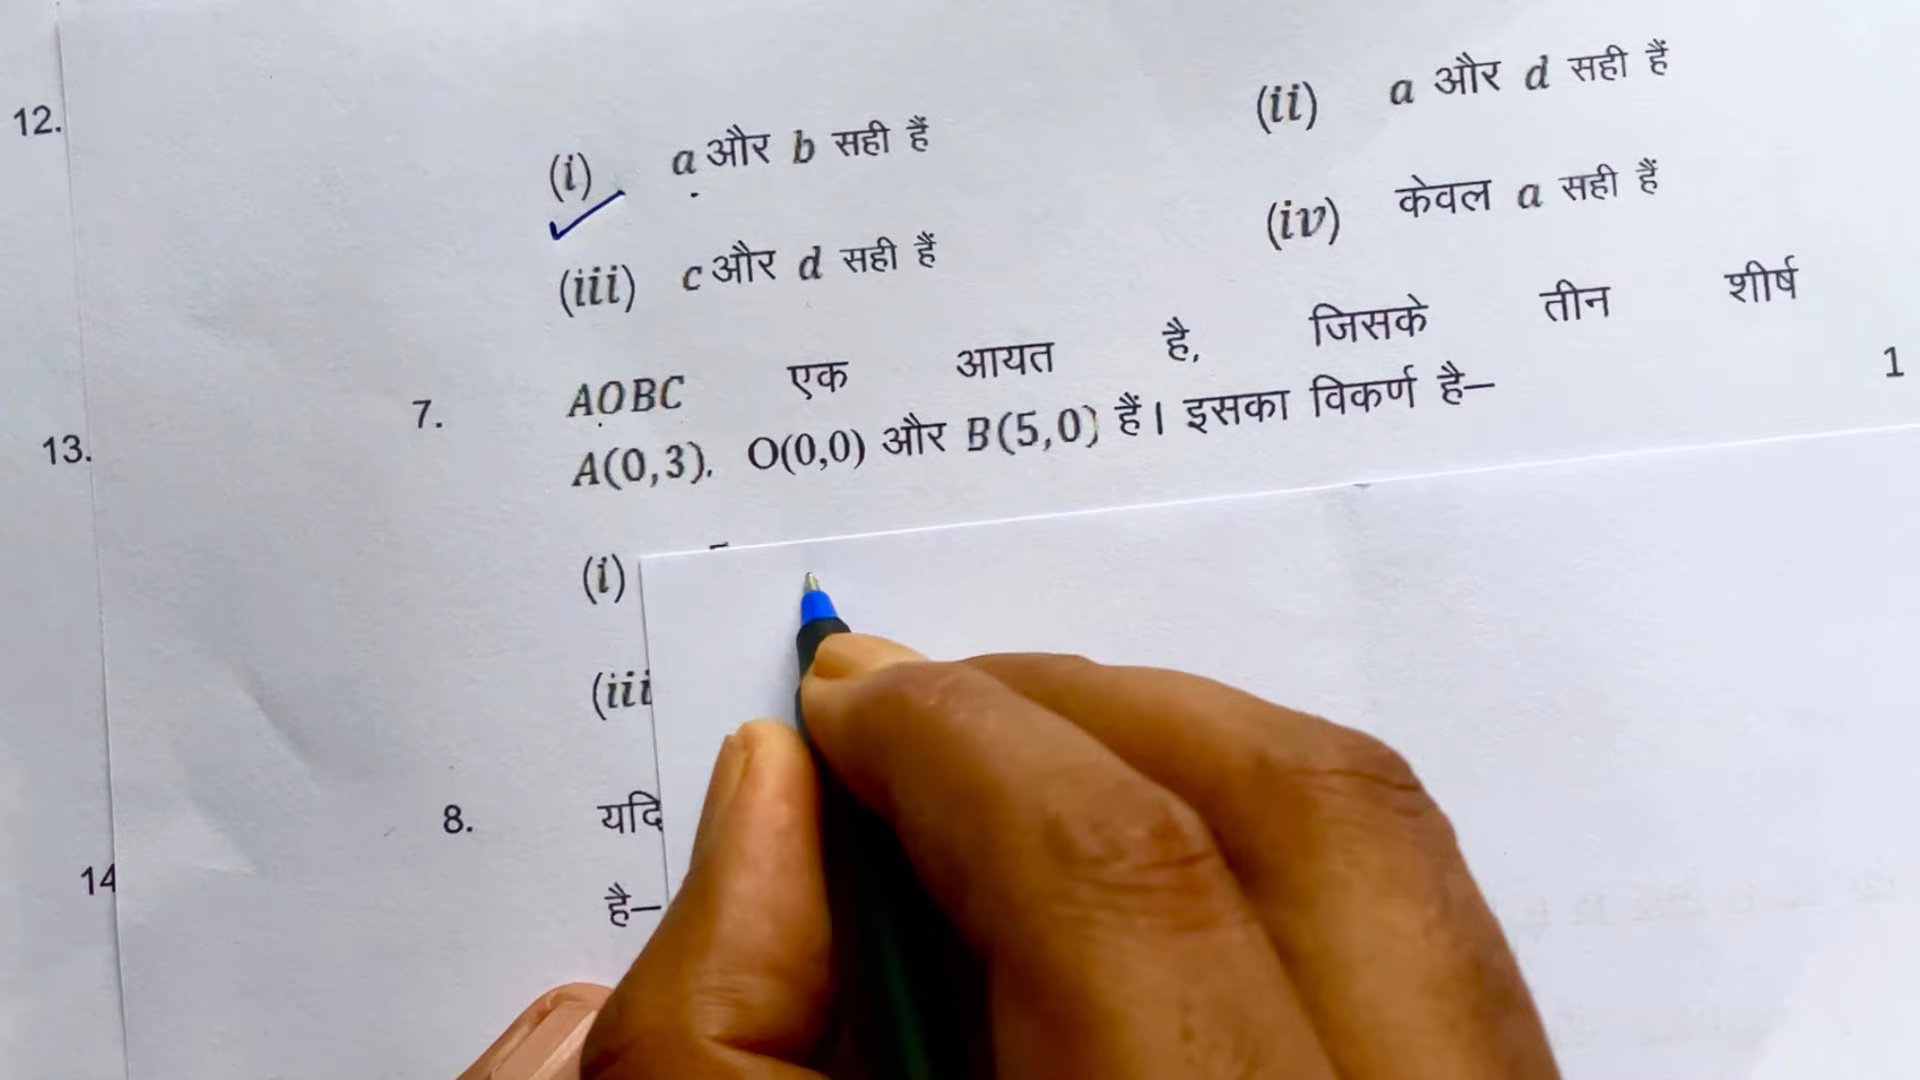 12.
(i) a और b सही हैं (ii) a और d सही हैं
(iii) c और d सही हैं (iv) केवल a सही हैं
13.
7. AOBC एक आयत है, जिसके तीन शीर्ष
A(0,3), O(0,0) और B(5,0) हैं। इसका विकर्ण है– 1
(i)
(iii
8. यदि
14
है–